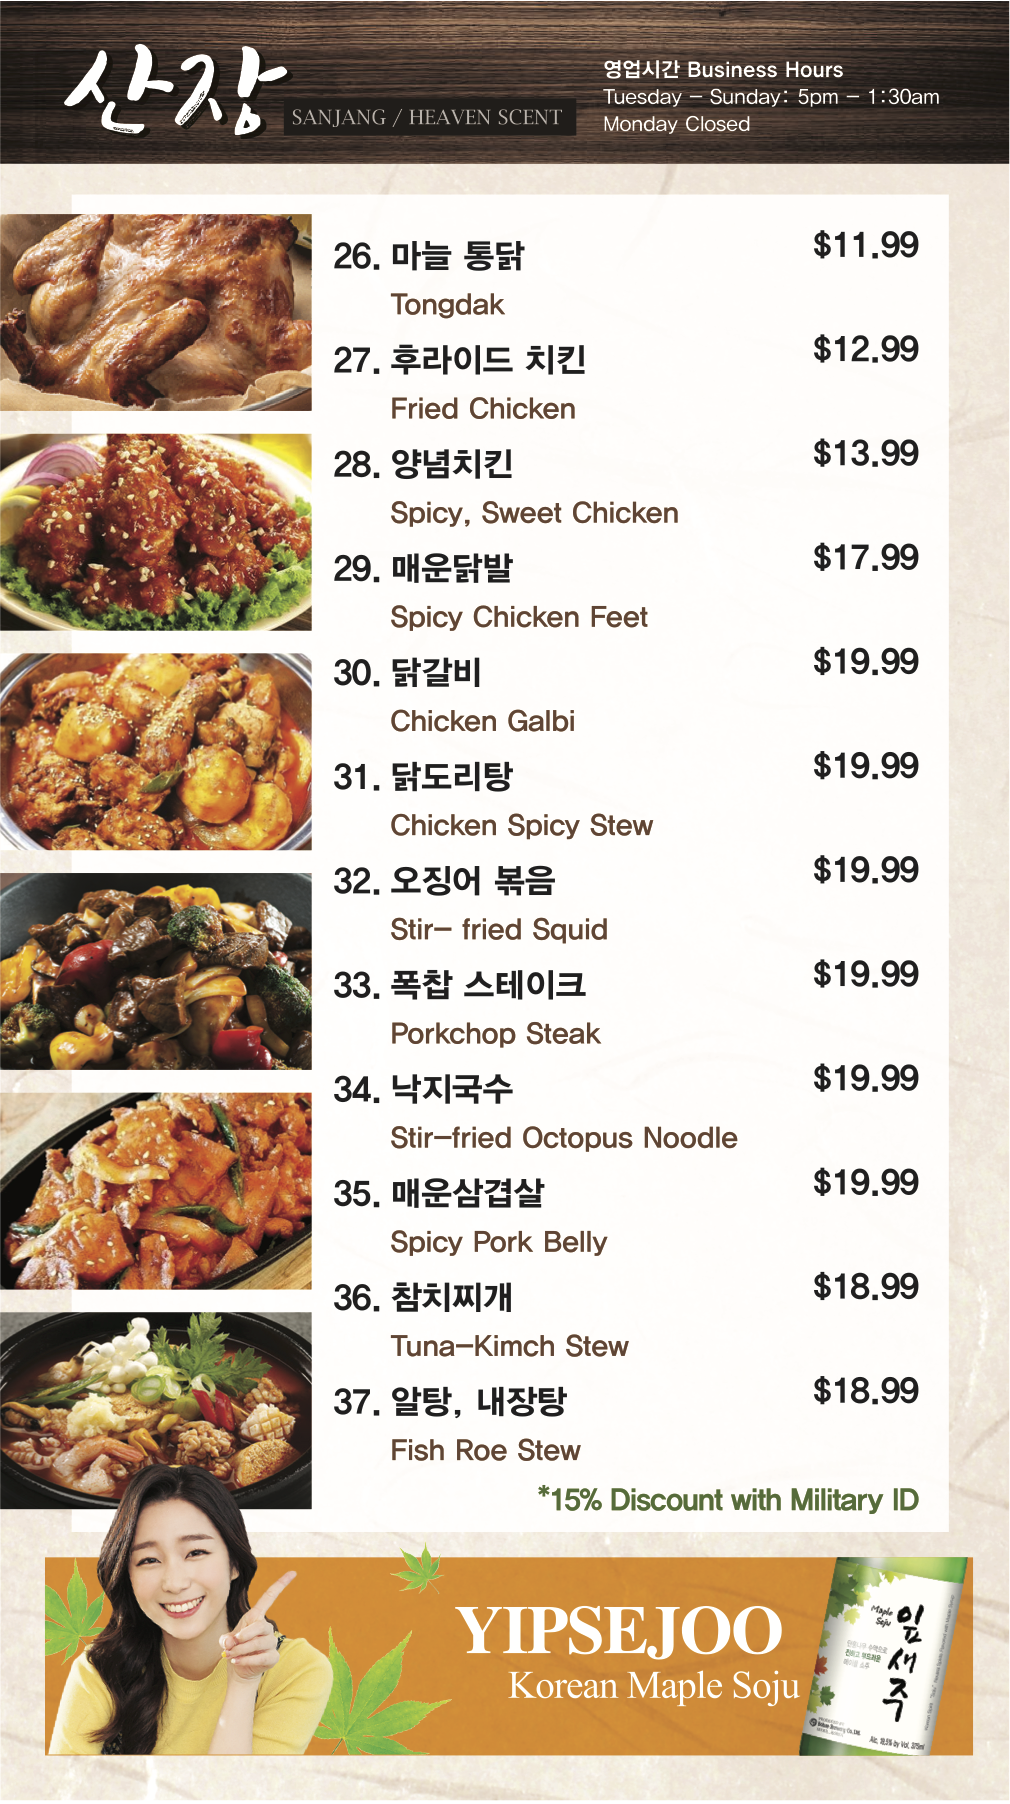 산장
SANJANG / HEAVEN SCENT
영업시간 Business Hours
Tuesday - Sunday: 5pm - 1:30am
Monday Closed
26. 마늘 통닭 $11.99
Tongdak
27. 후라이드 치킨 $12.99
Fried Chicken
28. 양념치킨 $13.99
Spicy, Sweet Chicken
29. 매운닭발 $17.99
Spicy Chicken Feet
30. 닭갈비 $19.99
Chicken Galbi
31. 닭도리탕 $19.99
Chicken Spicy Stew
32. 오징어 볶음 $19.99
Stir- fried Squid
33. 폭찹 스테이크 $19.99
Porkchop Steak
34. 낙지국수 $19.99
Stir-fried Octopus Noodle
35. 매운삼겹살 $19.99
Spicy Pork Belly
36. 참치찌개 $18.99
Tuna-Kimch Stew
37. 알탕, 내장탕 $18.99
Fish Roe Stew
*15% Discount with Military ID
YIPSEJOO
Korean Maple Soju
Maple
Soju
잎새주